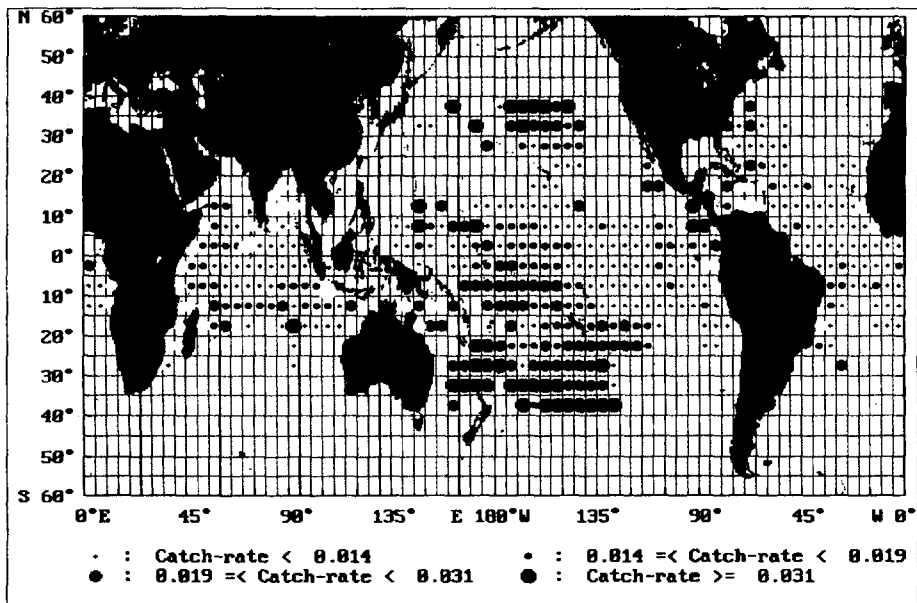 N 60°
50°
40°
30°
20°
10°
0°
10°
20°
30°
40°
50°
S 60°
0°E 45° 90° 135° E 180°W 135° 90° 45° W 0°
· : Catch-rate < 0.014 • : 0.014 =< Catch-rate < 0.019
● : 0.019 =< Catch-rate < 0.031 ● : Catch-rate >= 0.031